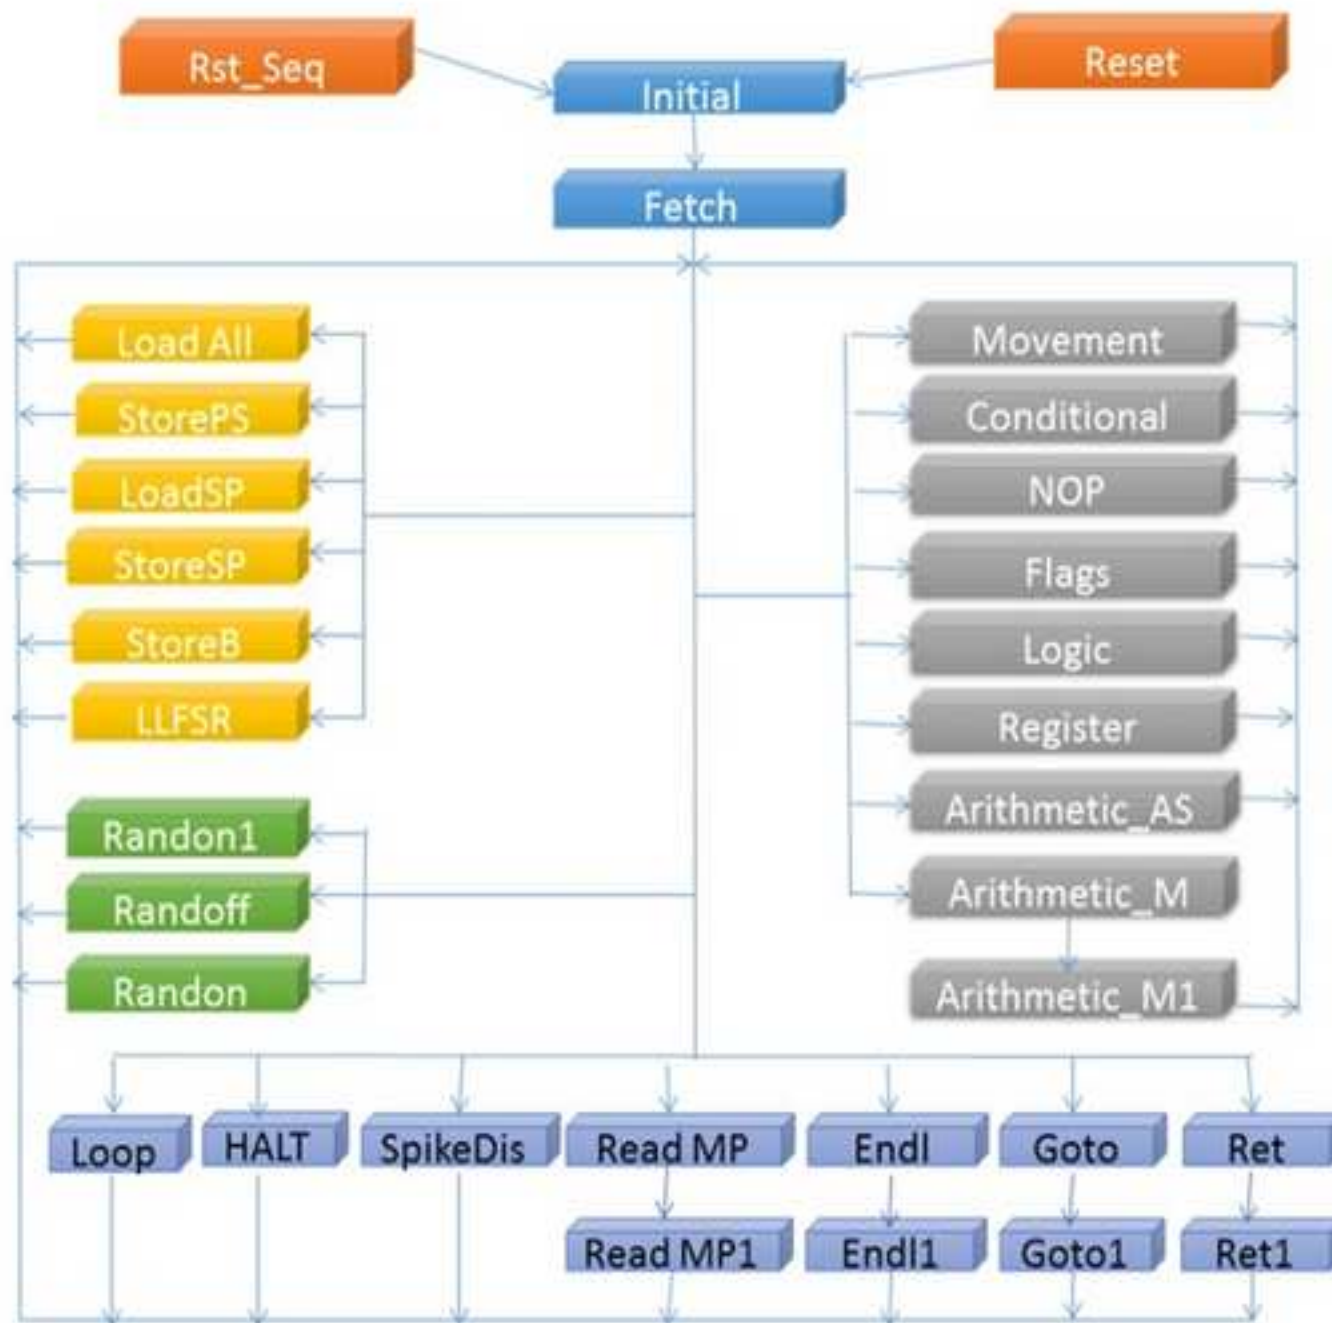 Rst_Seq
Reset
Initial
Fetch
Load All
StorePS
LoadSP
StoreSP
StoreB
LLFSR
Randon1
Randoff
Randon
Movement
Conditional
NOP
Flags
Logic
Register
Arithmetic_AS
Arithmetic_M
Arithmetic_M1
Loop
HALT
SpikeDis
Read MP
Endl
Goto
Ret
Read MP1
Endl1
Goto1
Ret1